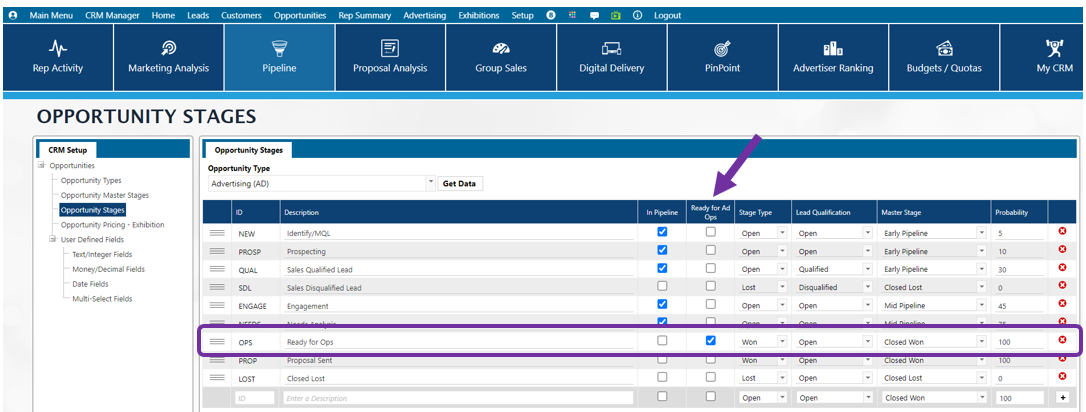 Main Menu CRM Manager Home Leads Customers Opportunities Rep Summary Advertising Exhibitions Setup Logout
Rep Activity Marketing Analysis Pipeline Proposal Analysis Group Sales Digital Delivery PinPoint Advertiser Ranking Budgets / Quotas My CRM
OPPORTUNITY STAGES
CRM Setup
Opportunities
Opportunity Types
Opportunity Master Stages
Opportunity Stages
Opportunity Pricing - Exhibition
User Defined Fields
Text/Integer Fields
Money/Decimal Fields
Date Fields
Multi-Select Fields
Opportunity Stages
Opportunity Type
Advertising (AD) Get Data
ID Description In Pipeline Ready for Ad Ops Stage Type Lead Qualification Master Stage Probability
NEW Identify/MQL Open Open Early Pipeline 5
PROSP Prospecting Open Open Early Pipeline 10
QUAL Sales Qualified Lead Open Qualified Early Pipeline 30
SDL Sales Disqualified Lead Lost Disqualified Closed Lost 0
ENGAGE Engagement Open Open Mid Pipeline 45
NEEDS Needs Analysis Open Open Mid Pipeline 75
OPS Ready for Ops Won Open Closed Won 100
PROP Proposal Sent Won Open Closed Won 100
LOST Closed Lost Lost Open Closed Lost 0
ID Enter a Description Open Open Closed Won 100